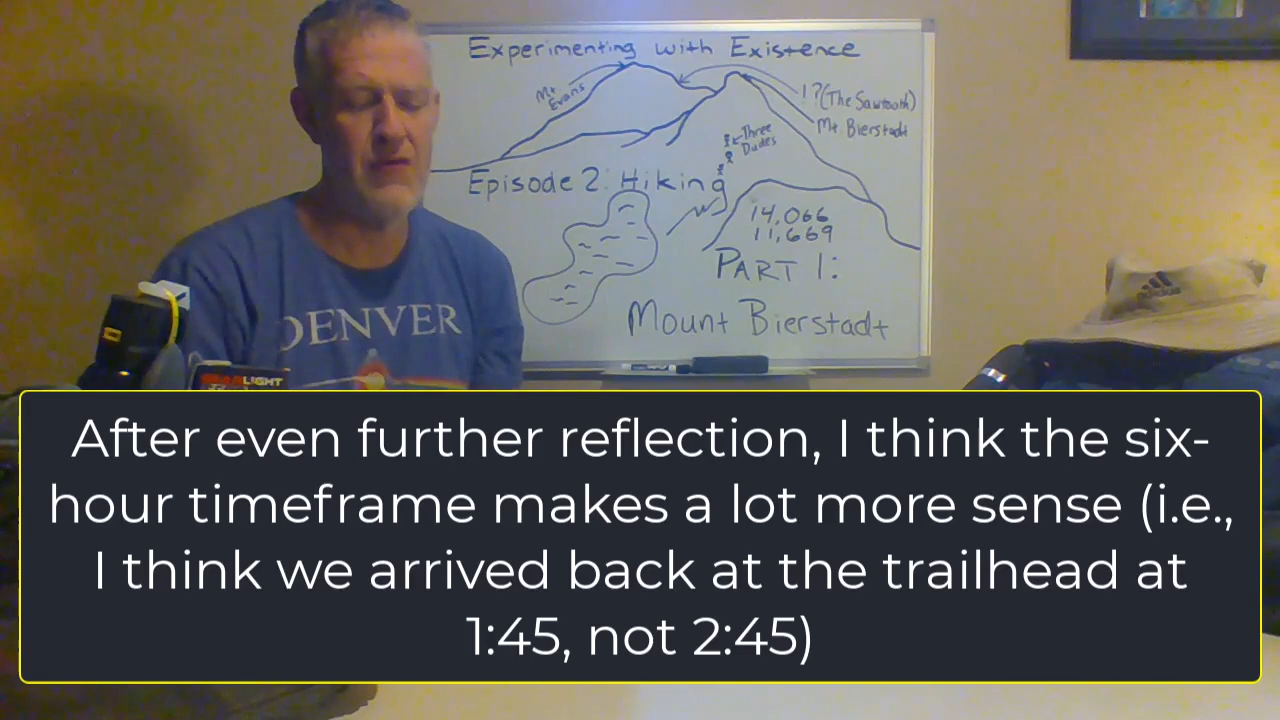 Experimenting with Existence
Mt Evans
! ? (The Sawtooth)
Mt Bierstadt
Three
Dudes
Episode 2: Hiking
14,066
11,669
PART 1:
Mount Bierstadt
DENVER
LIGHT
After even further reflection, I think the six-
hour timeframe makes a lot more sense (i.e.,
I think we arrived back at the trailhead at
1:45, not 2:45)